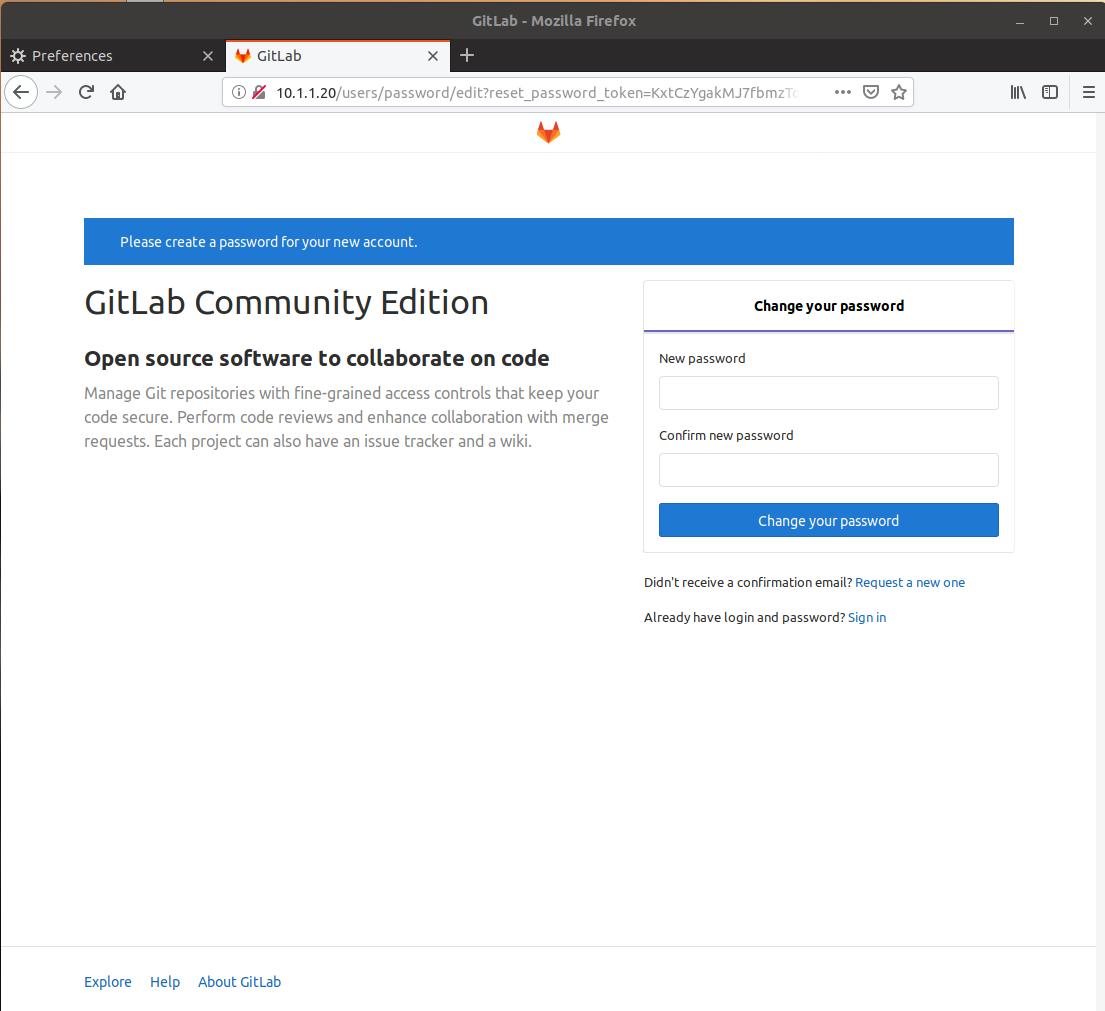 GitLab - Mozilla Firefox
Preferences
GitLab
10.1.1.20/users/password/edit?reset_password_token=KxtCzYgakMJ7fbmzTo
Please create a password for your new account.
GitLab Community Edition
Open source software to collaborate on code
Manage Git repositories with fine-grained access controls that keep your
code secure. Perform code reviews and enhance collaboration with merge
requests. Each project can also have an issue tracker and a wiki.
Change your password
New password
Confirm new password
Change your password
Didn't receive a confirmation email? Request a new one
Already have login and password? Sign in
Explore Help About GitLab